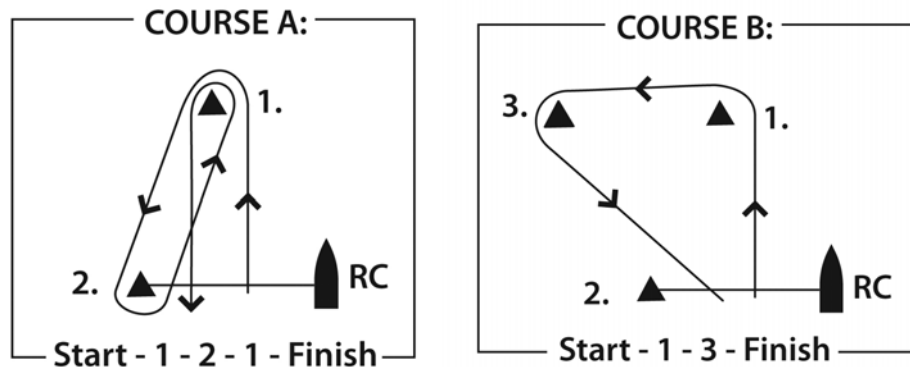 COURSE A:
1.
2.
RC
Start - 1 - 2 - 1 - Finish
COURSE B:
3.
1.
2.
RC
Start - 1 - 3 - Finish